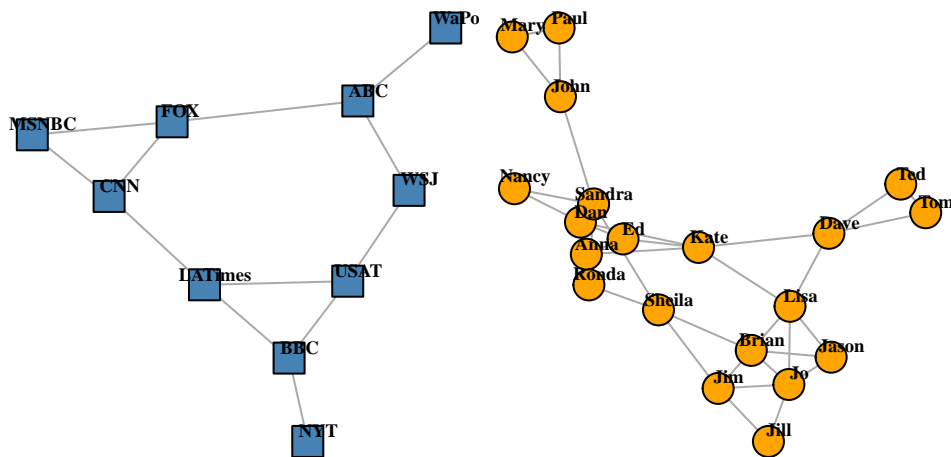 WaPo
ABC
FOX
MSNBC
CNN
WSJ
LATimes
USAT
BBC
NYT
Mary
Paul
John
Nancy
Sandra
Dan
Ed
Anna
Kate
Ronda
Sheila
Ted
Tom
Dave
Lisa
Brian
Jason
Jim
Jo
Jill